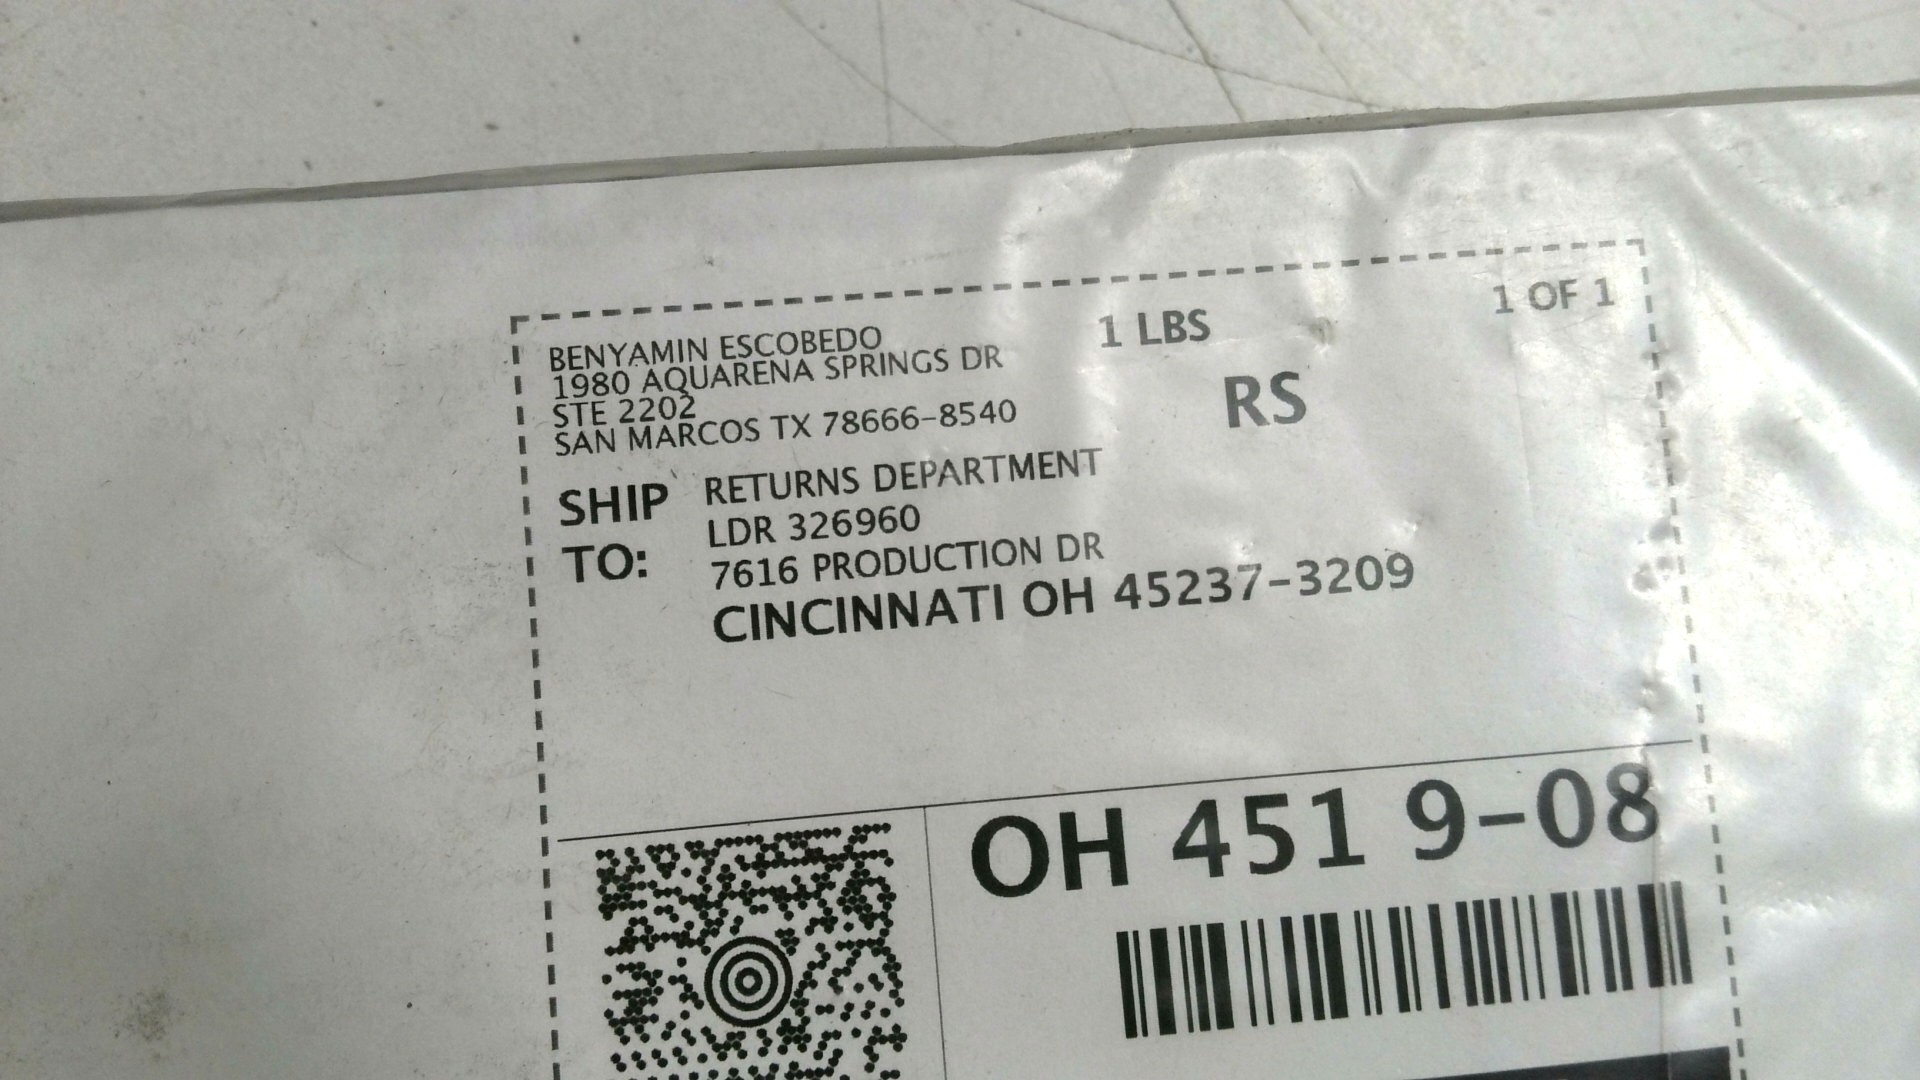 BENYAMIN ESCOBEDO
1980 AQUARENA SPRINGS DR
STE 2202
SAN MARCOS TX 78666-8540
1 LBS
1 OF 1
RS
SHIP TO:
RETURNS DEPARTMENT
LDR 326960
7616 PRODUCTION DR
CINCINNATI OH 45237-3209
OH 451 9-08